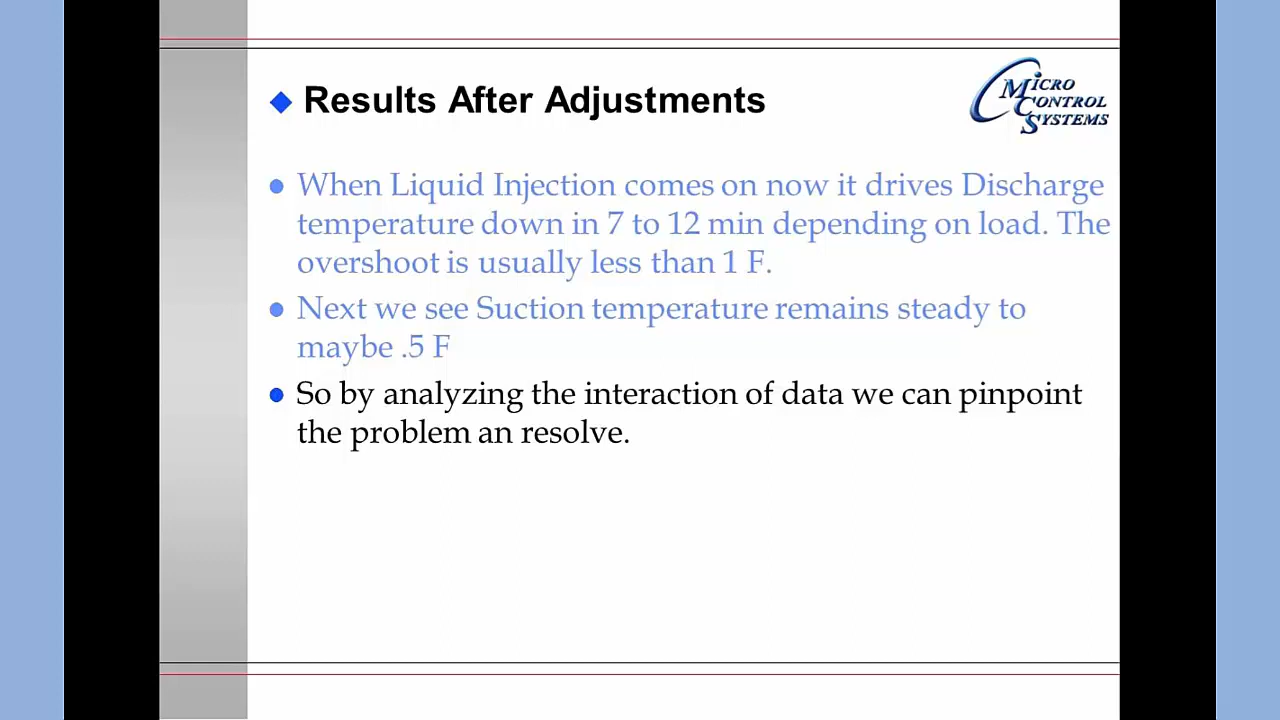 Results After Adjustments
MICRO
CONTROL
SYSTEMS
When Liquid Injection comes on now it drives Discharge
temperature down in 7 to 12 min depending on load. The
overshoot is usually less than 1 F.
Next we see Suction temperature remains steady to
maybe .5 F
So by analyzing the interaction of data we can pinpoint
the problem an resolve.